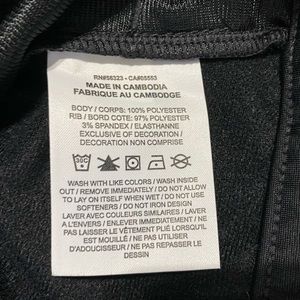 RN#56323 - CA#05553
MADE IN CAMBODIA
FABRIQUE AU CAMBODGE
BODY / CORPS: 100% POLYESTER
RIB / BORD COTE: 97% POLYESTER
3% SPANDEX / ELASTHANNE
EXCLUSIVE OF DECORATION /
DECORATION NON COMPRISE
30C
WASH WITH LIKE COLORS / WASH INSIDE
OUT / REMOVE IMMEDIATELY / DO NOT ALLOW
TO LAY ON ITSELF WHEN WET / DO NOT USE
SOFTENERS / DO NOT IRON DESIGN
LAVER AVEC COULEURS SIMILAIRES / LAVER
A L'ENVERS / ENLEVER IMMEDIATEMENT / NE
PAS LAISSER LE VÊTEMENT PLIÉ LORSQU'IL
EST MOUILLÉ / NE PAS UTILISER
D'ADOUCISSEUR / NE PAS REPASSER LE
DESSIN